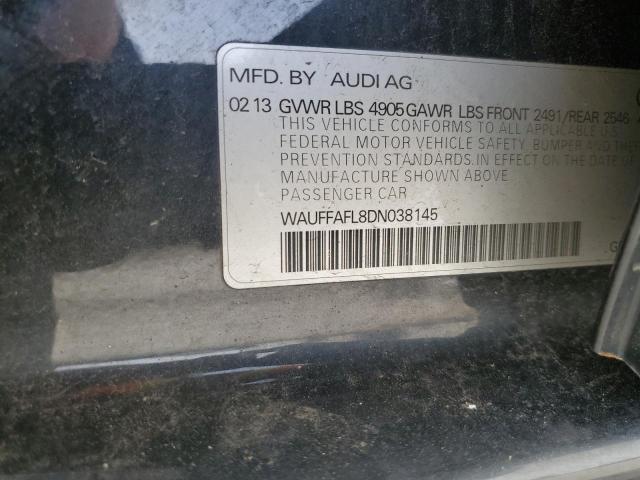 MFD. BY AUDI AG
02 13 GVWR LBS 4905 GAWR LBS FRONT 2491/REAR 2546
THIS VEHICLE CONFORMS TO ALL APPLICABLE U.S.
FEDERAL MOTOR VEHICLE SAFETY, BUMPER AND THEFT
PREVENTION STANDARDS.IN EFFECT ON THE DATE OF
MANUFACTURE SHOWN ABOVE.
PASSENGER CAR
WAUFFAFL8DN038145